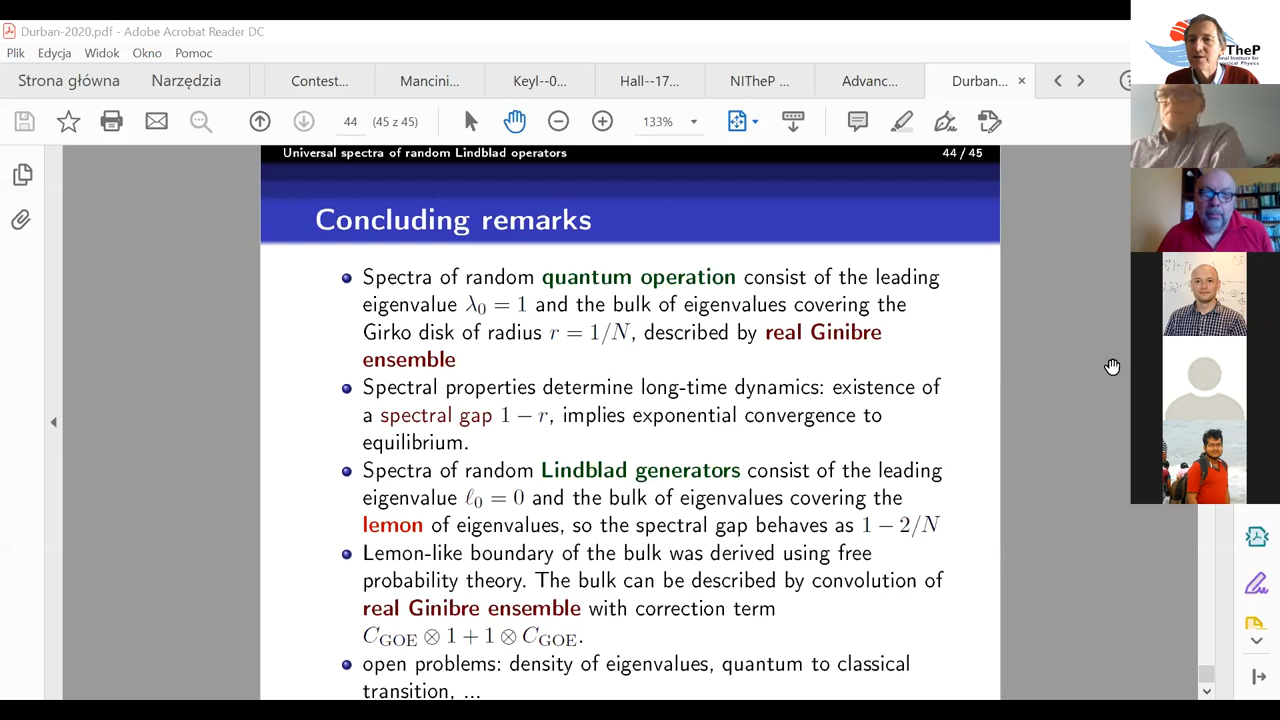 Durban-2020.pdf - Adobe Acrobat Reader DC
Plik Edycja Widok Okno Pomoc
Strona główna Narzędzia Contest... Mancini... Keyl--0... Hall--17... NITheP ... Advanc... Durban... ×
44 (45 z 45) 133%
Universal spectra of random Lindblad operators 44 / 45
Concluding remarks
Spectra of random quantum operation consist of the leading
eigenvalue λ₀ = 1 and the bulk of eigenvalues covering the
Girko disk of radius r = 1/N, described by real Ginibre
ensemble
Spectral properties determine long-time dynamics: existence of
a spectral gap 1 − r, implies exponential convergence to
equilibrium.
Spectra of random Lindblad generators consist of the leading
eigenvalue ℓ₀ = 0 and the bulk of eigenvalues covering the
lemon of eigenvalues, so the spectral gap behaves as 1 − 2/N
Lemon-like boundary of the bulk was derived using free
probability theory. The bulk can be described by convolution of
real Ginibre ensemble with correction term
C_GOE ⊗ 1 + 1 ⊗ C_GOE.
open problems: density of eigenvalues, quantum to classical
transition, ...
TheP